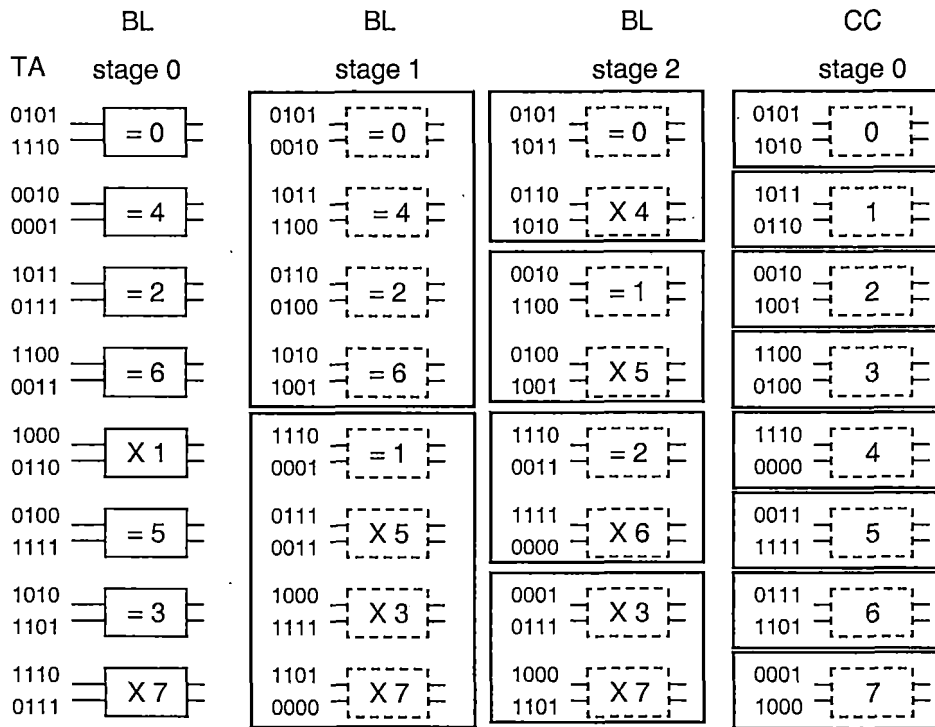 BL BL BL CC
TA stage 0 stage 1 stage 2 stage 0
0101 = 0 0101 = 0 0101 = 0 0101 0
1110 0010 1011 1010
0010 = 4 1011 = 4 0110 X 4 1011 1
0001 1100 1010 0110
1011 = 2 0110 = 2 0010 = 1 0010 2
0111 0100 1100 1001
1100 = 6 1010 = 6 0100 X 5 1100 3
0011 1001 1001 0100
1000 X 1 1110 = 1 1110 = 2 1110 4
0110 0001 0011 0000
0100 = 5 0111 X 5 1111 X 6 0011 5
1111 0011 0000 1111
1010 = 3 1000 X 3 0001 X 3 0111 6
1101 1111 0111 1101
1110 X 7 1101 X 7 1000 X 7 0001 7
0111 0000 1101 1000